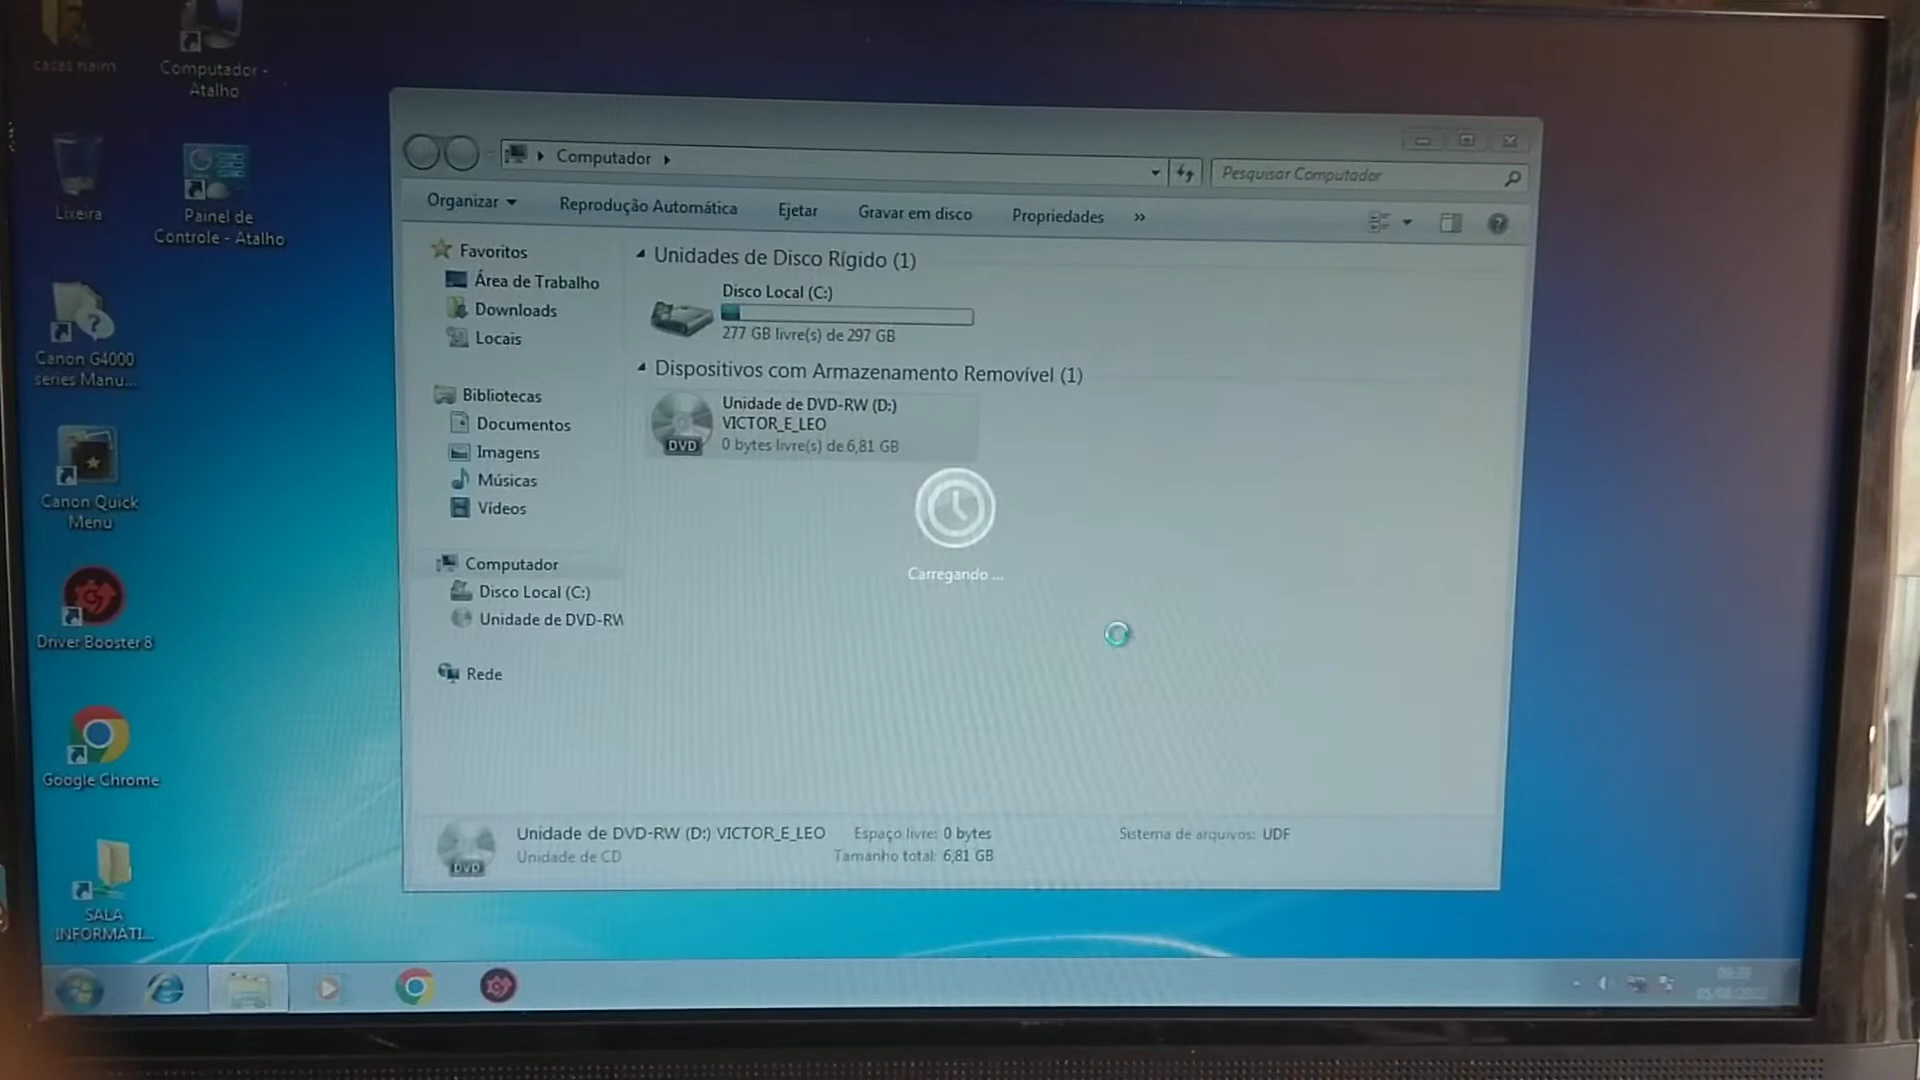 casas naim
Computador -
Atalho
Lixeira
Painel de
Controle - Atalho
Canon G4000
series Manu...
Canon Quick
Menu
Driver Booster 8
Google Chrome
SALA
INFORMATI...
Computador
Pesquisar Computador
Organizar
Reprodução Automática
Ejetar
Gravar em disco
Propriedades
»
Favoritos
Área de Trabalho
Downloads
Locais
Bibliotecas
Documentos
Imagens
Músicas
Vídeos
Computador
Disco Local (C:)
Unidade de DVD-RW
Rede
Unidades de Disco Rígido (1)
Disco Local (C:)
277 GB livre(s) de 297 GB
Dispositivos com Armazenamento Removível (1)
Unidade de DVD-RW (D:)
VICTOR_E_LEO
0 bytes livre(s) de 6,81 GB
DVD
Carregando ...
Unidade de DVD-RW (D:) VICTOR_E_LEO
Espaço livre: 0 bytes
Sistema de arquivos: UDF
Unidade de CD
Tamanho total: 6,81 GB
DVD